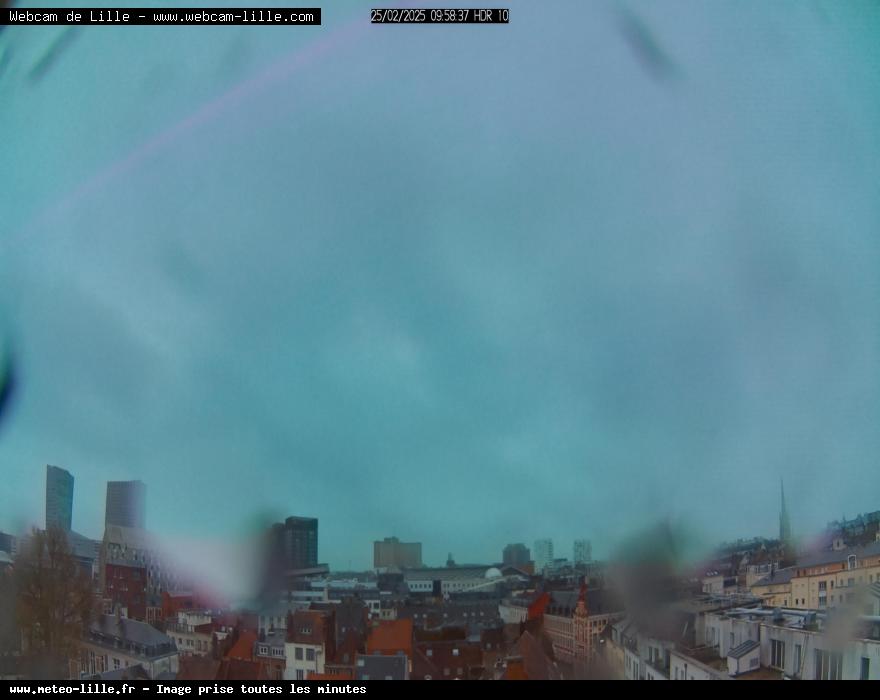 Webcam de Lille - www.webcam-lille.com
25/02/2025 09:58:37 HDR 10
www.meteo-lille.fr - Image prise toutes les minutes